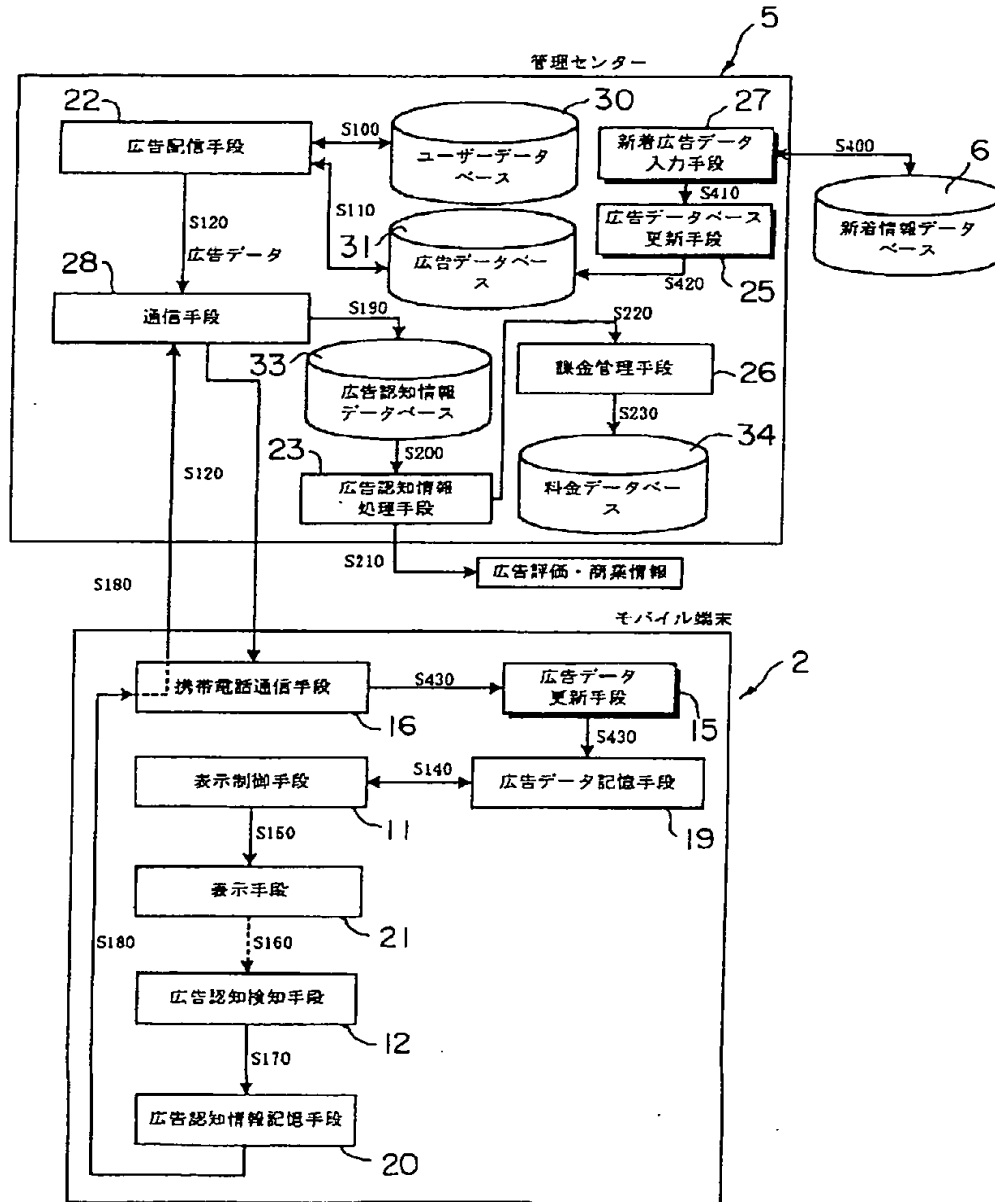 5
管理センター
22
広告配信手段
S100
30
ユーザーデータ
ベース
27
新着広告データ
入力手段
S400
6
新着情報データ
ベース
S410
広告データベース
更新手段
25
S420
S110
31
広告データベース
S120
広告データ
28
通信手段
S190
33
広告認知情報
データベース
S220
課金管理手段
26
S230
34
料金データベース
S200
23
広告認知情報
処理手段
S120
S210
広告評価・商業情報
S180
モバイル端末
2
携帯電話通信手段
16
S430
広告データ
更新手段
15
S430
表示制御手段
11
S140
広告データ記憶手段
19
S150
表示手段
21
S180
S160
広告認知検知手段
12
S170
広告認知情報記憶手段
20